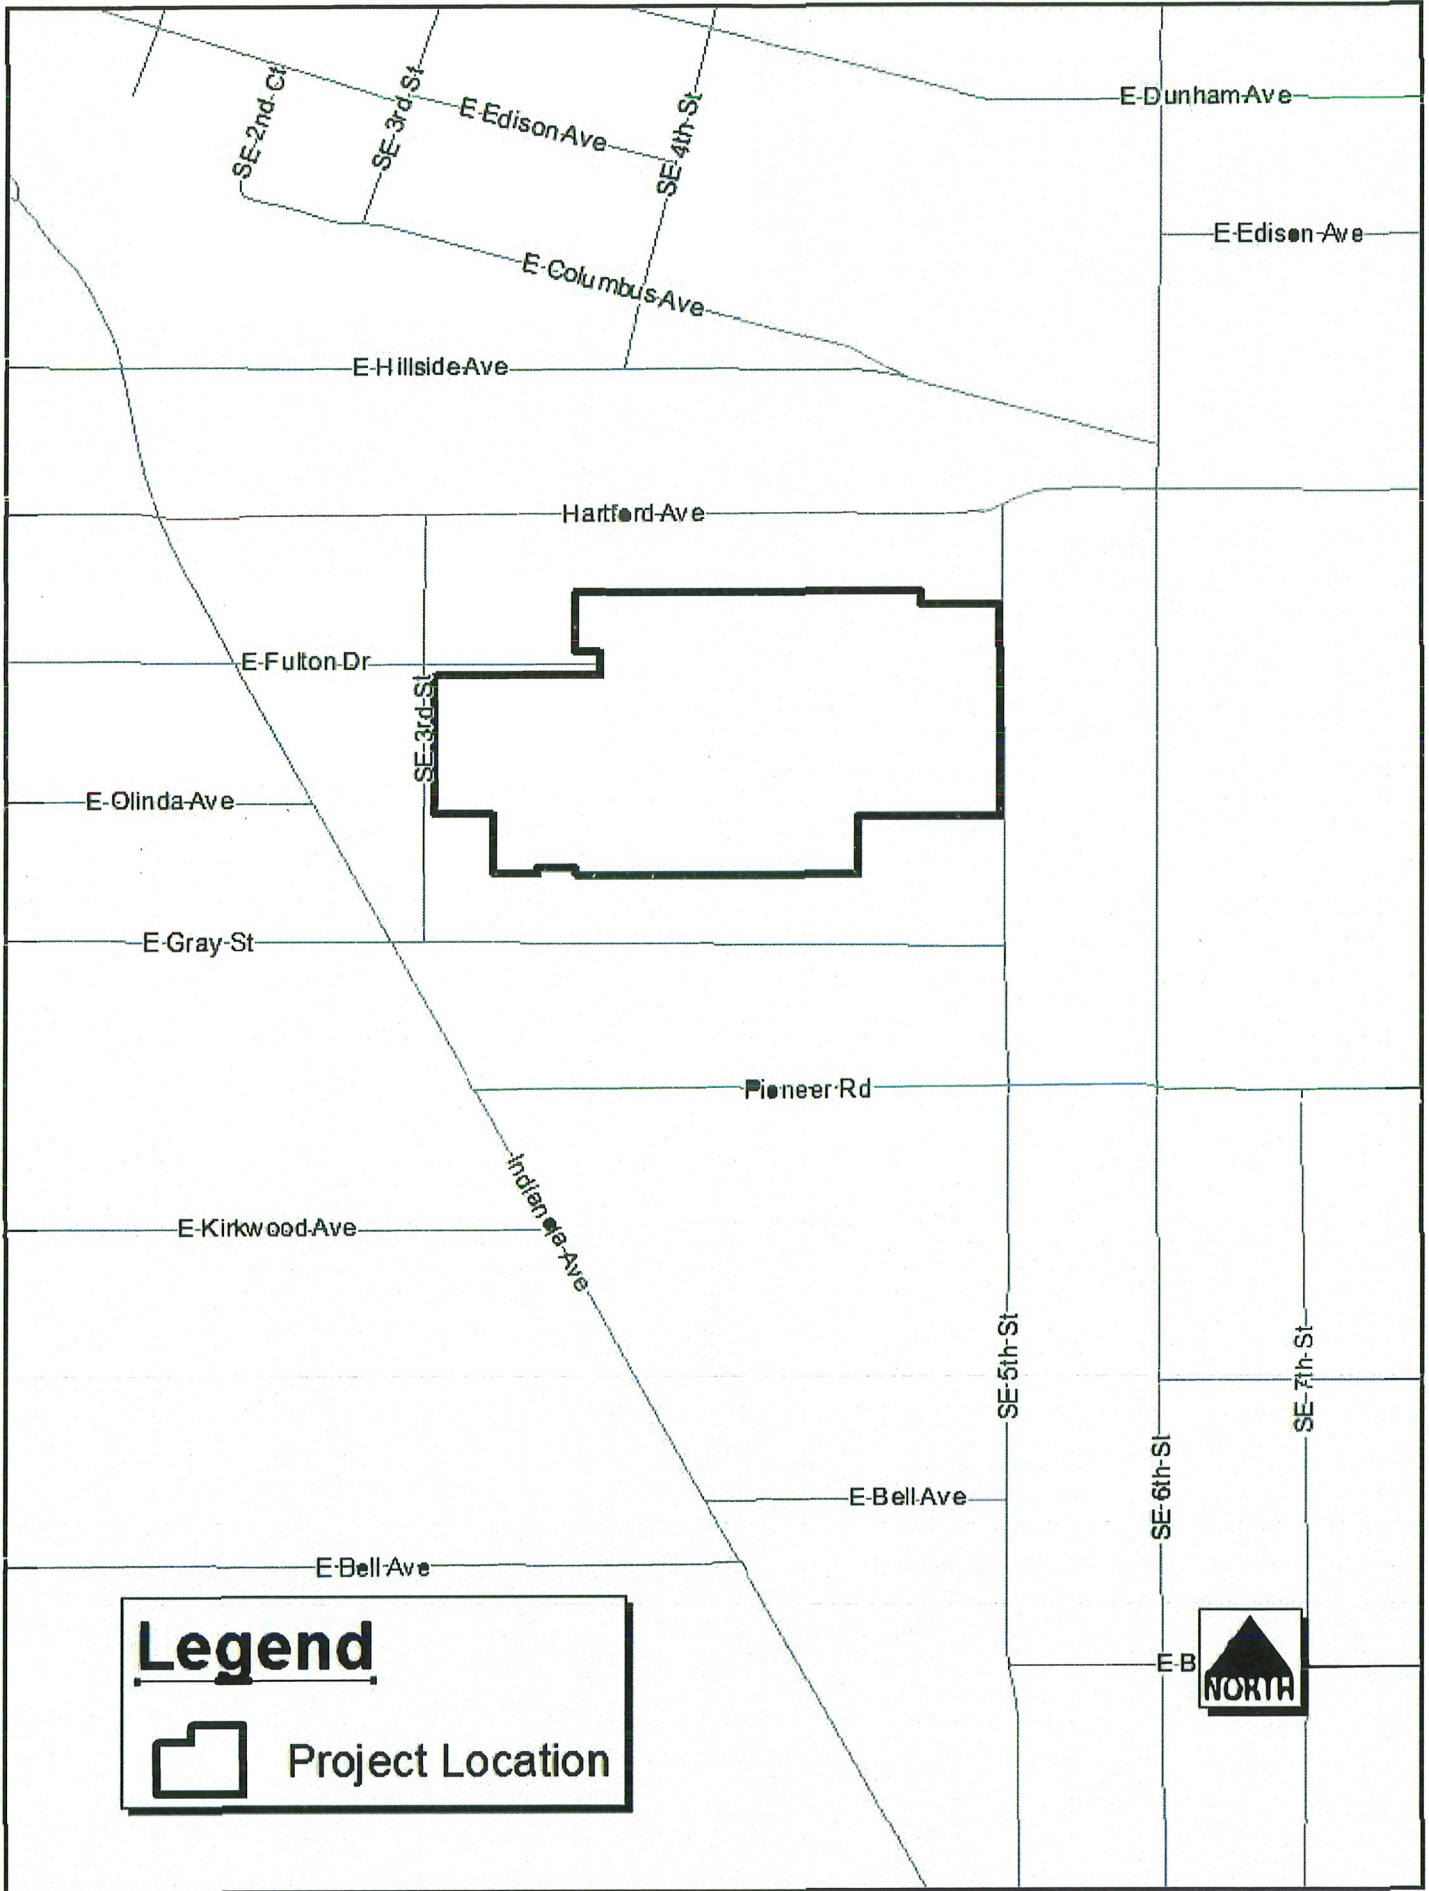 SE 2nd Ct
SE 3rd St
E Edison Ave
SE 4th St
E Dunham Ave
E Edison Ave
E Columbus Ave
E Hillside Ave
Hartford Ave
E Fulton Dr
SE 3rd St
E Olinda Ave
E Gray St
Pioneer Rd
Indianola Ave
E Kirkwood Ave
SE 5th St
SE 7th St
SE 6th St
E Bell Ave
E Bell Ave
E B
NORTH
Legend
Project Location